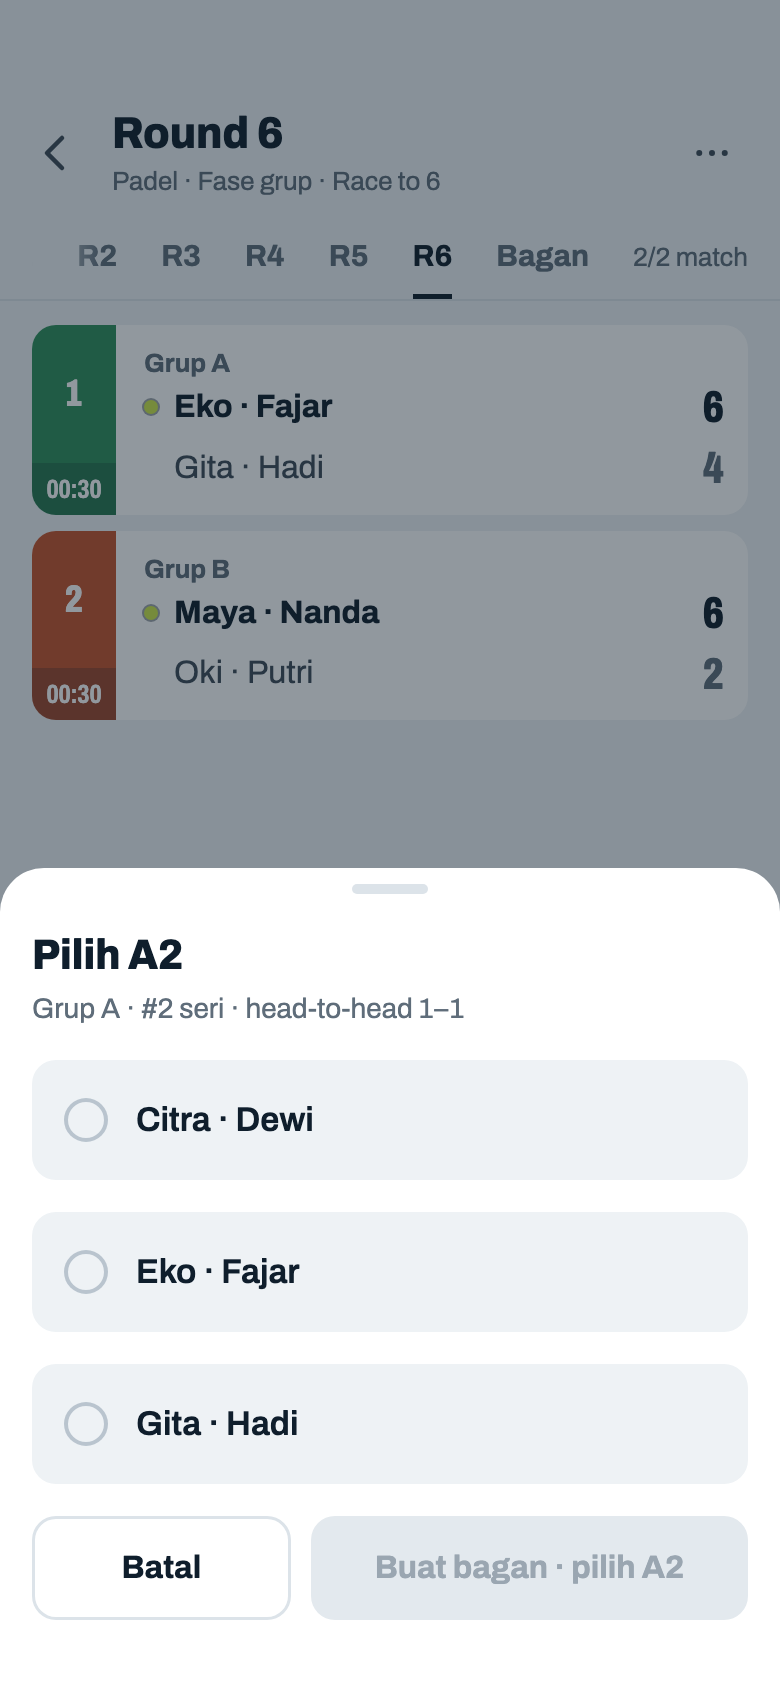 Round 6
Padel · Fase grup · Race to 6
R2 R3 R4 R5 R6 Bagan 2/2 match
1
00:30
Grup A
Eko · Fajar 6
Gita · Hadi 4
2
00:30
Grup B
Maya · Nanda 6
Oki · Putri 2
Pilih A2
Grup A · #2 seri · head-to-head 1–1
Citra · Dewi
Eko · Fajar
Gita · Hadi
Batal
Buat bagan · pilih A2